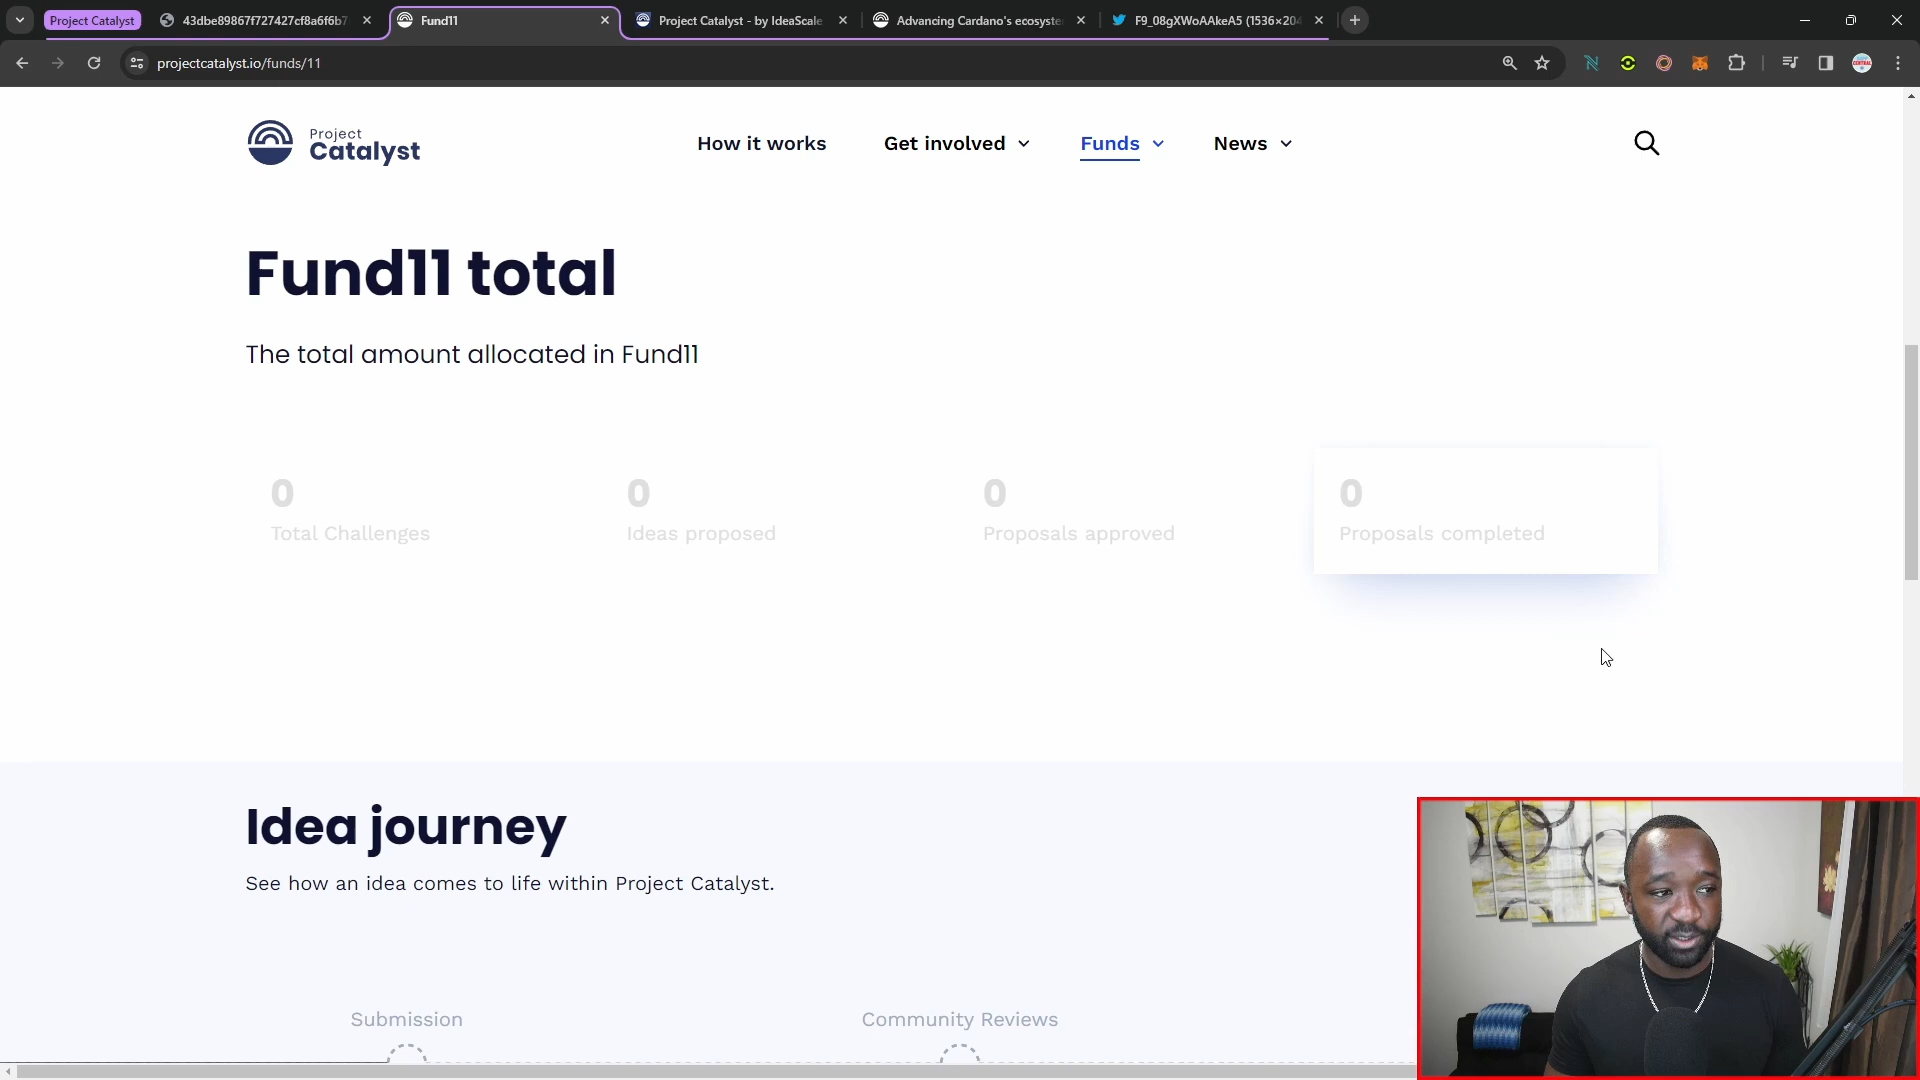 Project Catalyst
43dbe89867f727427cf8a6f6b7
Fund11
Project Catalyst - by IdeaScale
Advancing Cardano's ecosyste
F9_08gXWoAAkeA5 (1536×204
projectcatalyst.io/funds/11
Project
Catalyst
How it works
Get involved
Funds
News
Fund11 total
The total amount allocated in Fund11
0
Total Challenges
0
Ideas proposed
0
Proposals approved
0
Proposals completed
Idea journey
See how an idea comes to life within Project Catalyst.
Submission
Community Reviews